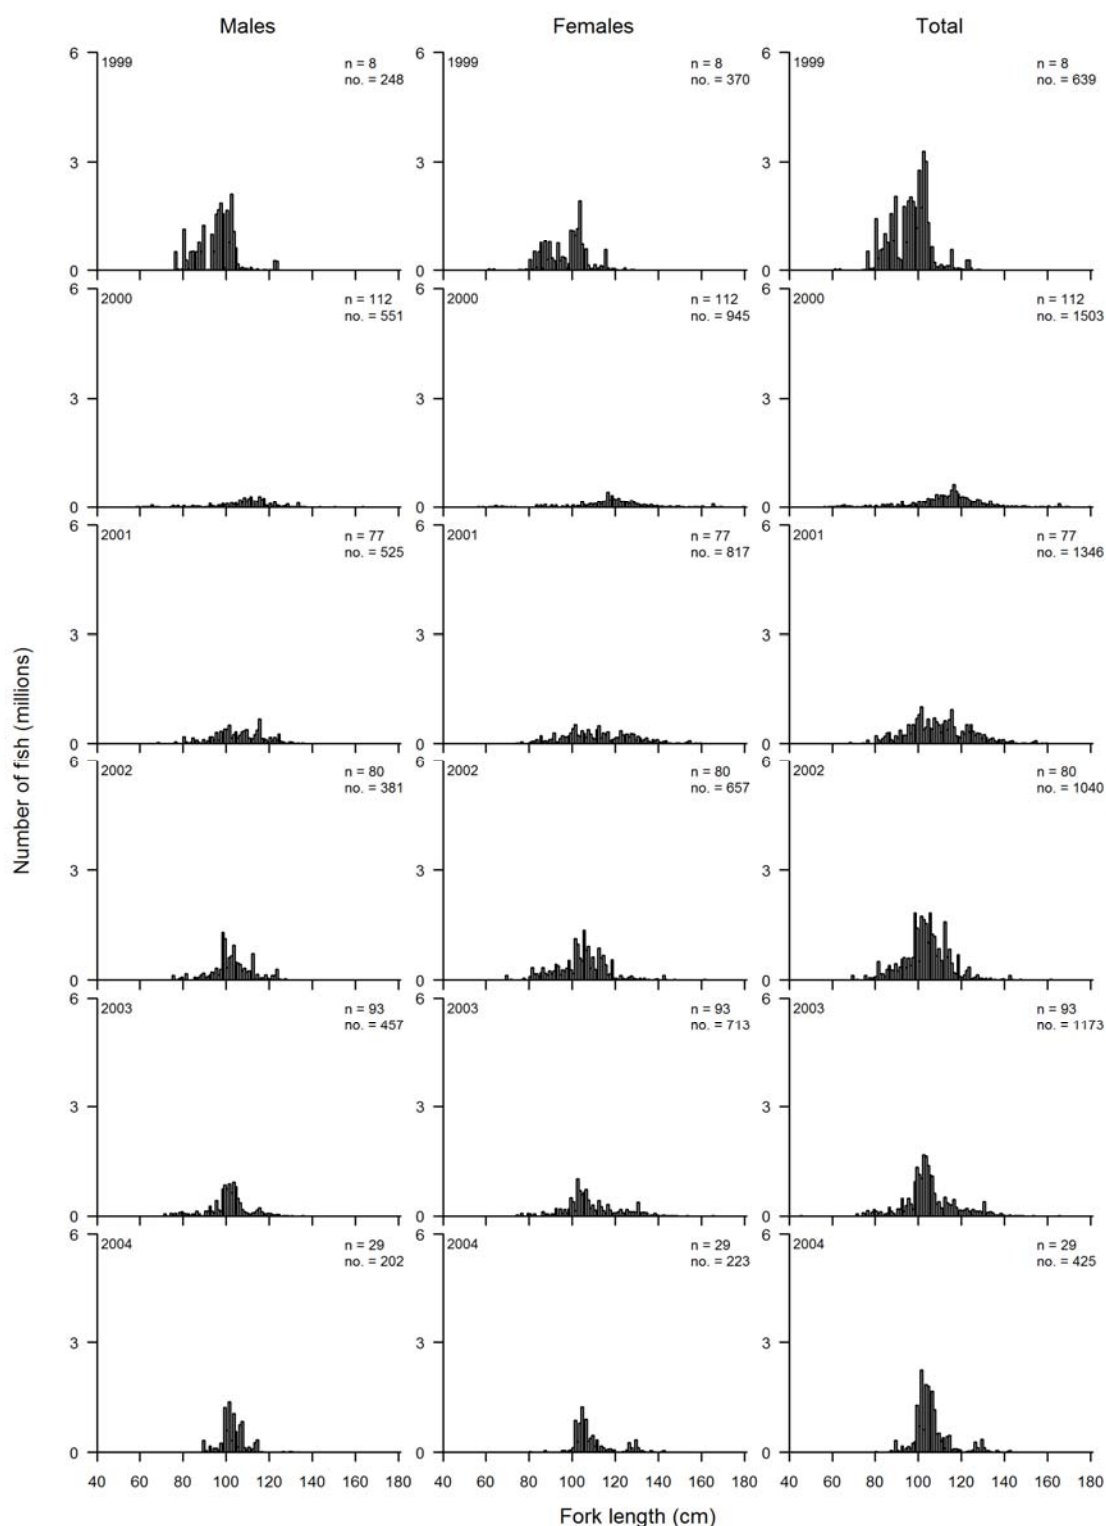 Males Females Total
6 1999 n = 8 no. = 248 1999 n = 8 no. = 370 1999 n = 8 no. = 639
3 3 3
0 0 0
6 2000 n = 112 no. = 551 6 2000 n = 112 no. = 945 6 2000 n = 112 no. = 1503
3 3 3
0 0 0
6 2001 n = 77 no. = 525 6 2001 n = 77 no. = 817 6 2001 n = 77 no. = 1346
3 3 3
0 0 0
6 2002 n = 80 no. = 381 6 2002 n = 80 no. = 657 6 2002 n = 80 no. = 1040
3 3 3
0 0 0
6 2003 n = 93 no. = 457 6 2003 n = 93 no. = 713 6 2003 n = 93 no. = 1173
3 3 3
0 0 0
6 2004 n = 29 no. = 202 6 2004 n = 29 no. = 223 6 2004 n = 29 no. = 425
3 3 3
0 0 0
40 60 80 100 120 140 160 180 40 60 80 100 120 140 160 180 40 60 80 100 120 140 160 180
Number of fish (millions)
Fork length (cm)